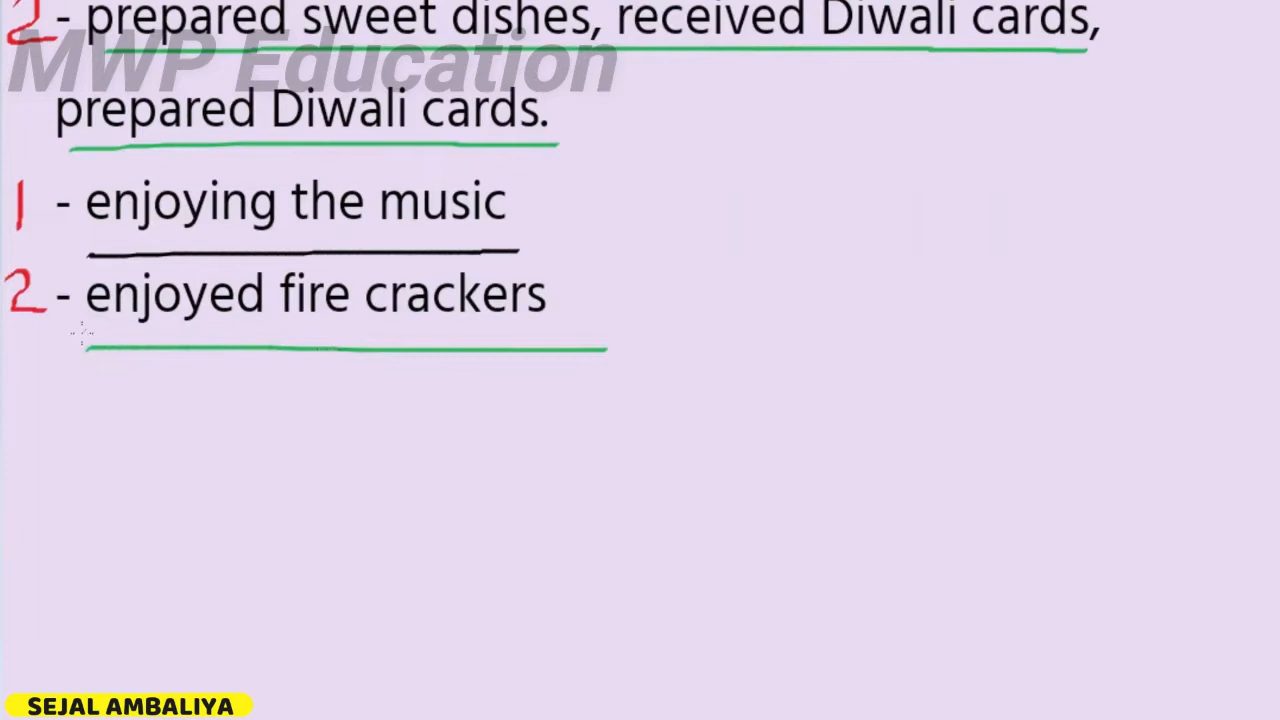 2 - prepared sweet dishes, received Diwali cards,
MWP Education
prepared Diwali cards.
1 - enjoying the music
2 - enjoyed fire crackers
SEJAL AMBALIYA